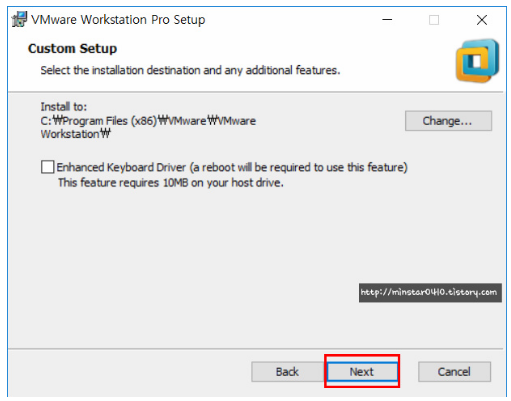 VMware Workstation Pro Setup
Custom Setup
Select the installation destination and any additional features.
Install to:
C:₩Program Files (x86)₩VMware₩VMware
Workstation₩
Change...
Enhanced Keyboard Driver (a reboot will be required to use this feature)
This feature requires 10MB on your host drive.
http://minstar0410.tistory.com
Back
Next
Cancel